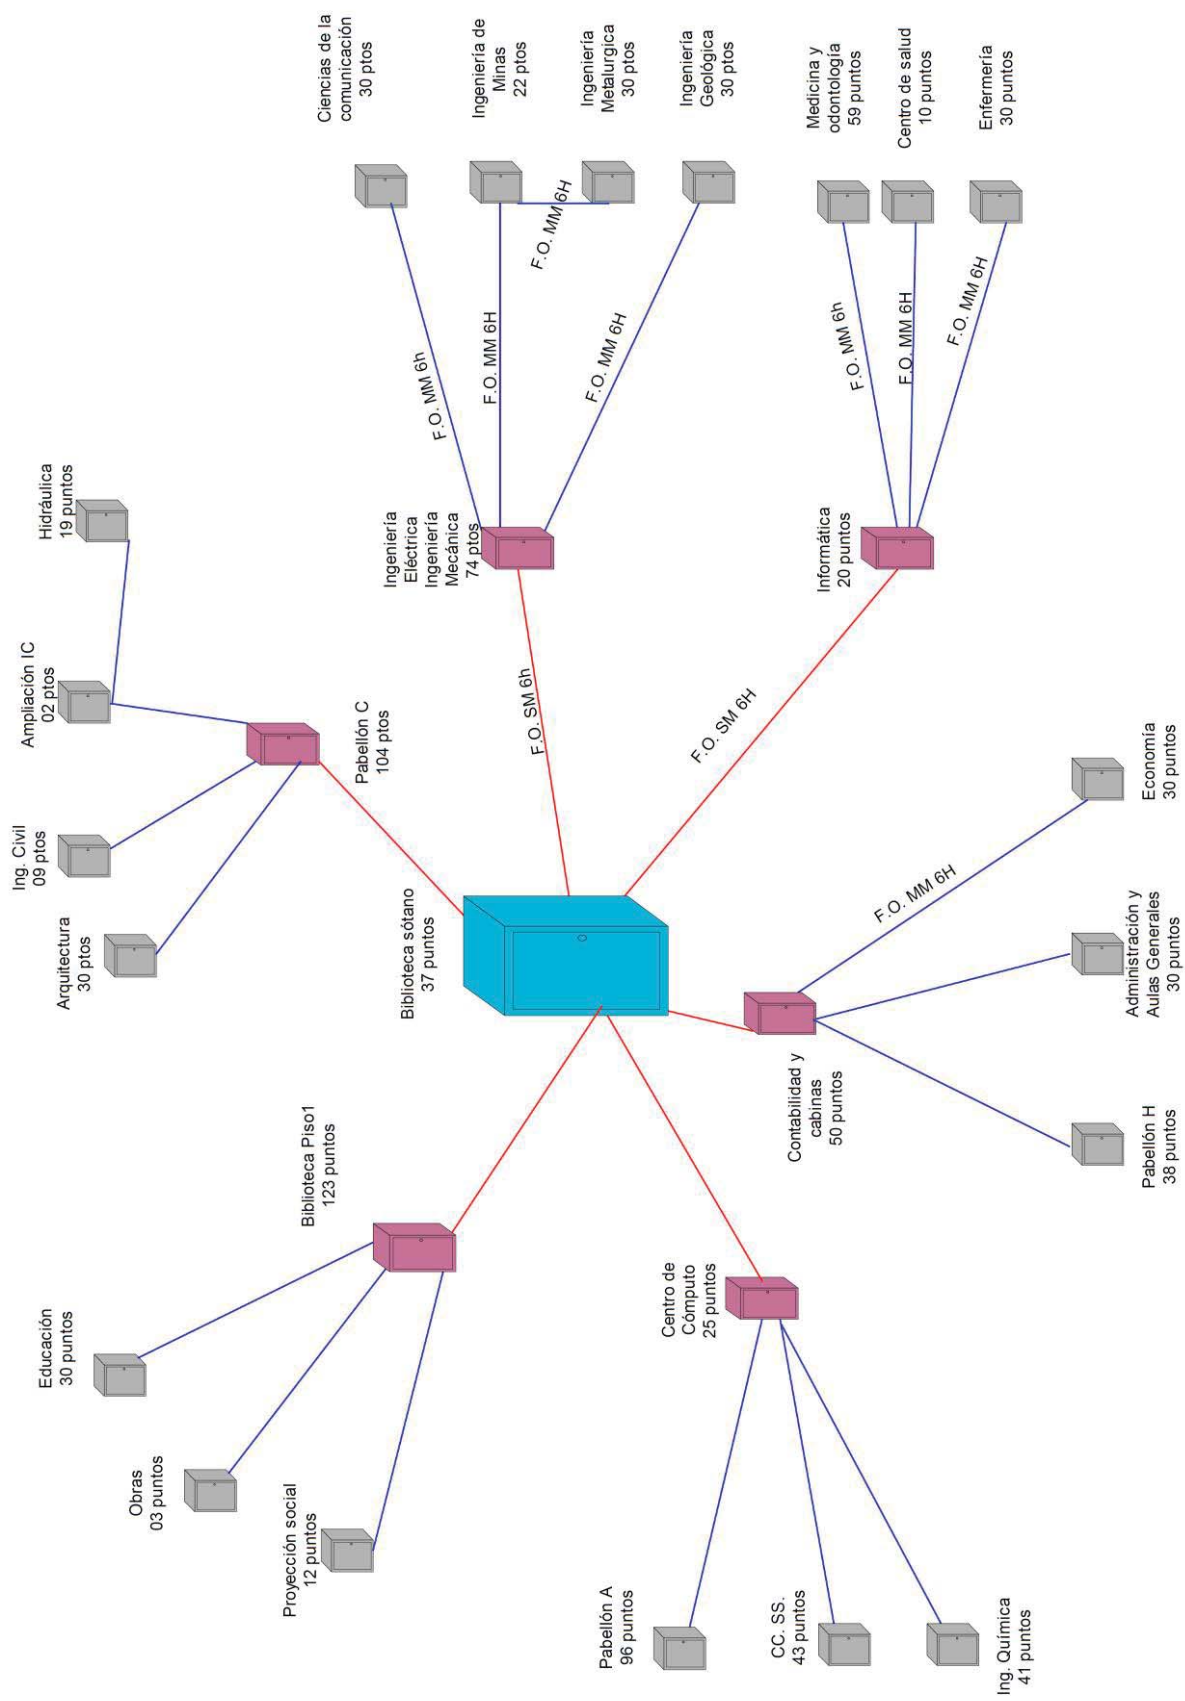 Ciencias de la
comunicación
30 ptos
Ingeniería de
Minas
22 ptos
Ingeniería
Metalurgica
30 ptos
Ingeniería
Geológica
30 ptos
Medicina y
odontología
59 puntos
Centro de salud
10 puntos
Enfermería
30 puntos
F.O. MM 6h
F.O. MM 6H
F.O. MM 6H
F.O. MM 6H
F.O. MM 6h
F.O. MM 6H
F.O. MM 6H
Hidráulica
19 puntos
Ingeniería
Eléctrica
Ingeniería
Mecánica
74 ptos
Informática
20 puntos
Ampliación IC
02 ptos
Pabellón C
104 ptos
F.O. SM 6h
F.O. SM 6H
Ing. Civil
09 ptos
Arquitectura
30 ptos
Biblioteca sótano
37 puntos
F.O. MM 6H
Economía
30 puntos
Administración y
Aulas Generales
30 puntos
Contabilidad y
cabinas
50 puntos
Pabellón H
38 puntos
Biblioteca Piso1
123 puntos
Centro de
Cómputo
25 puntos
Educación
30 puntos
Obras
03 puntos
Proyección social
12 puntos
Pabellón A
96 puntos
CC. SS.
43 puntos
Ing. Química
41 puntos